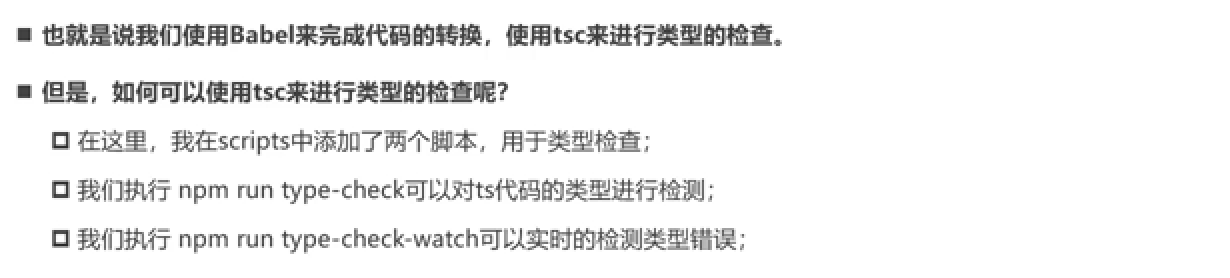 ■ 也就是说我们使用Babel来完成代码的转换，使用tsc来进行类型的检查。
■ 但是，如何可以使用tsc来进行类型的检查呢？
□ 在这里，我在scripts中添加了两个脚本，用于类型检查；
□ 我们执行 npm run type-check可以对ts代码的类型进行检测；
□ 我们执行 npm run type-check-watch可以实时的检测类型错误；